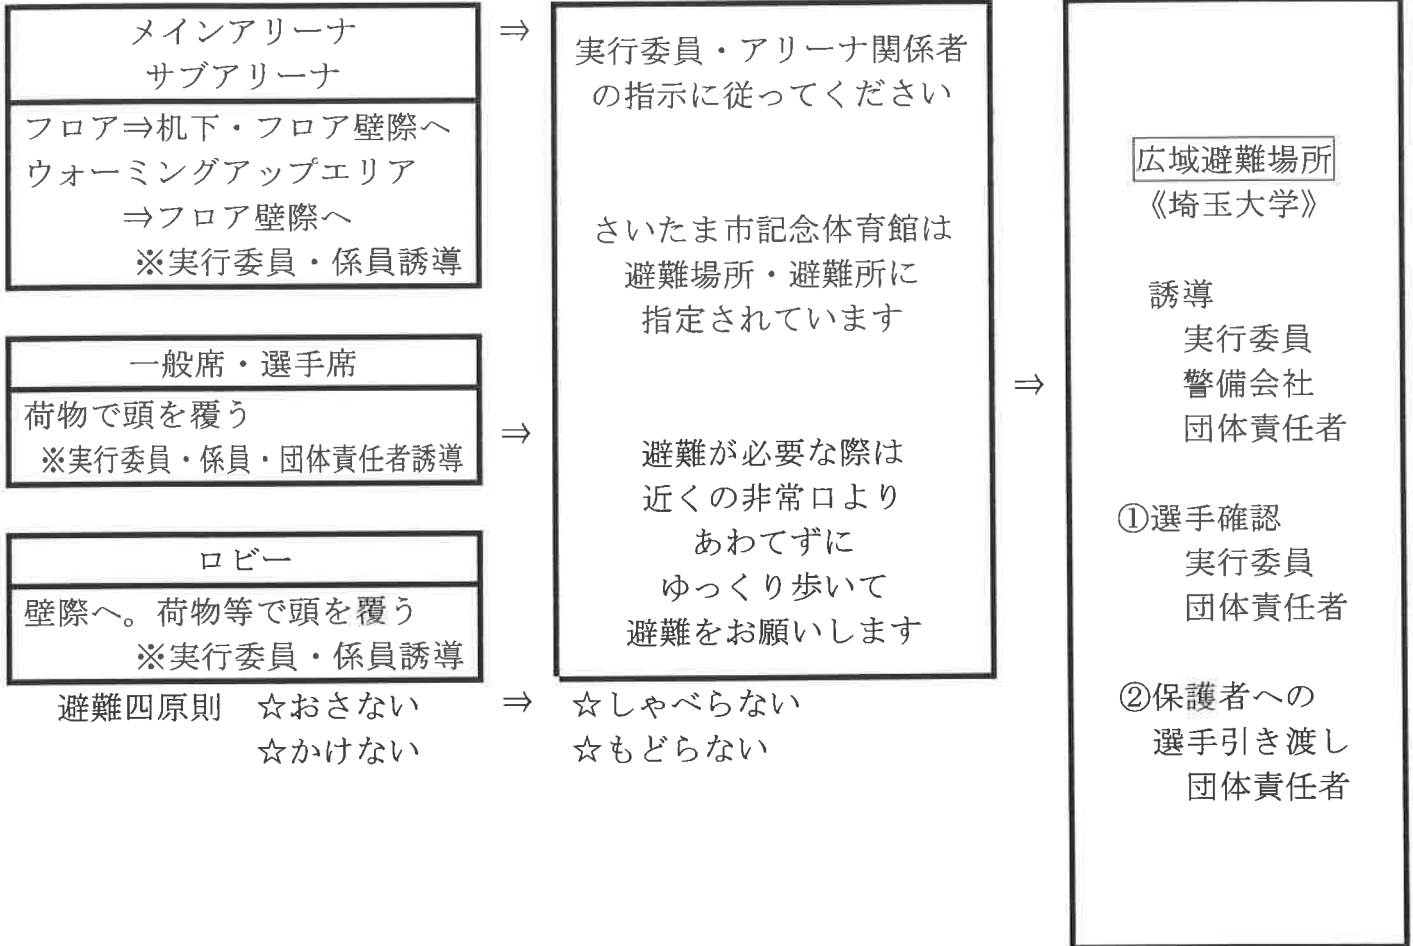 メインアリーナ
サブアリーナ
フロア⇒机下・フロア壁際へ
ウォーミングアップエリア
⇒フロア壁際へ
※実行委員・係員誘導
一般席・選手席
荷物で頭を覆う
※実行委員・係員・団体責任者誘導
ロビー
壁際へ。荷物等で頭を覆う
※実行委員・係員誘導
⇒
⇒
⇒
実行委員・アリーナ関係者
の指示に従ってください
さいたま市記念体育館は
避難場所・避難所に
指定されています
避難が必要な際は
近くの非常口より
あわてずに
ゆっくり歩いて
避難をお願いします
⇒
広域避難場所
《埼玉大学》
誘導
実行委員
警備会社
団体責任者
①選手確認
実行委員
団体責任者
②保護者への
選手引き渡し
団体責任者
避難四原則 ☆おさない ☆しゃべらない
☆かけない ☆もどらない